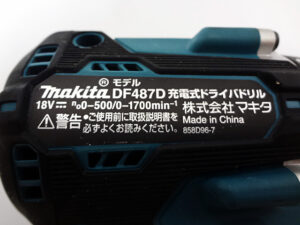 モデル
makita® DF487D 充電式ドライバドリル
18V⎓ n₀0-500/0-1700min⁻¹ 株式会社マキタ
⚠警告 •ご使用前に取扱説明書を必ずよくお読みください。
Made in China
858D96-7